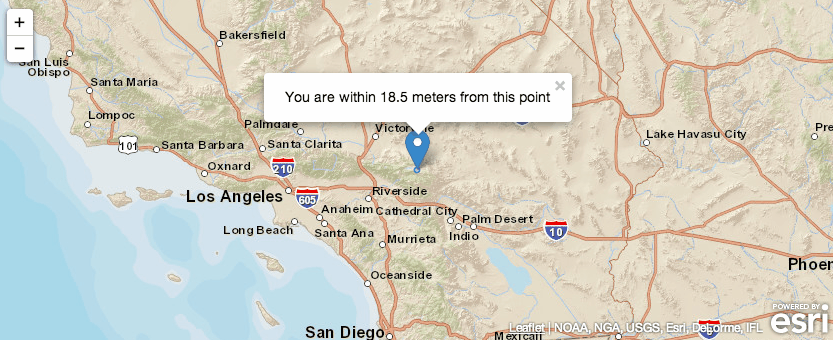 +
−
Bakersfield
San Luis
Obispo
Santa Maria
You are within 18.5 meters from this point
×
Lompoc
Palmdale
101
Santa Barbara
Santa Clarita
Lake Havasu City
Oxnard
210
Los Angeles
605
Riverside
Anaheim
Cathedral City
Palm Desert
Long Beach
Santa Ana
Indio
10
Murrieta
Oceanside
San Diego
POWERED BY
esri
Leaflet | NOAA, NGA, USGS, Esri, DeLorme, IFL